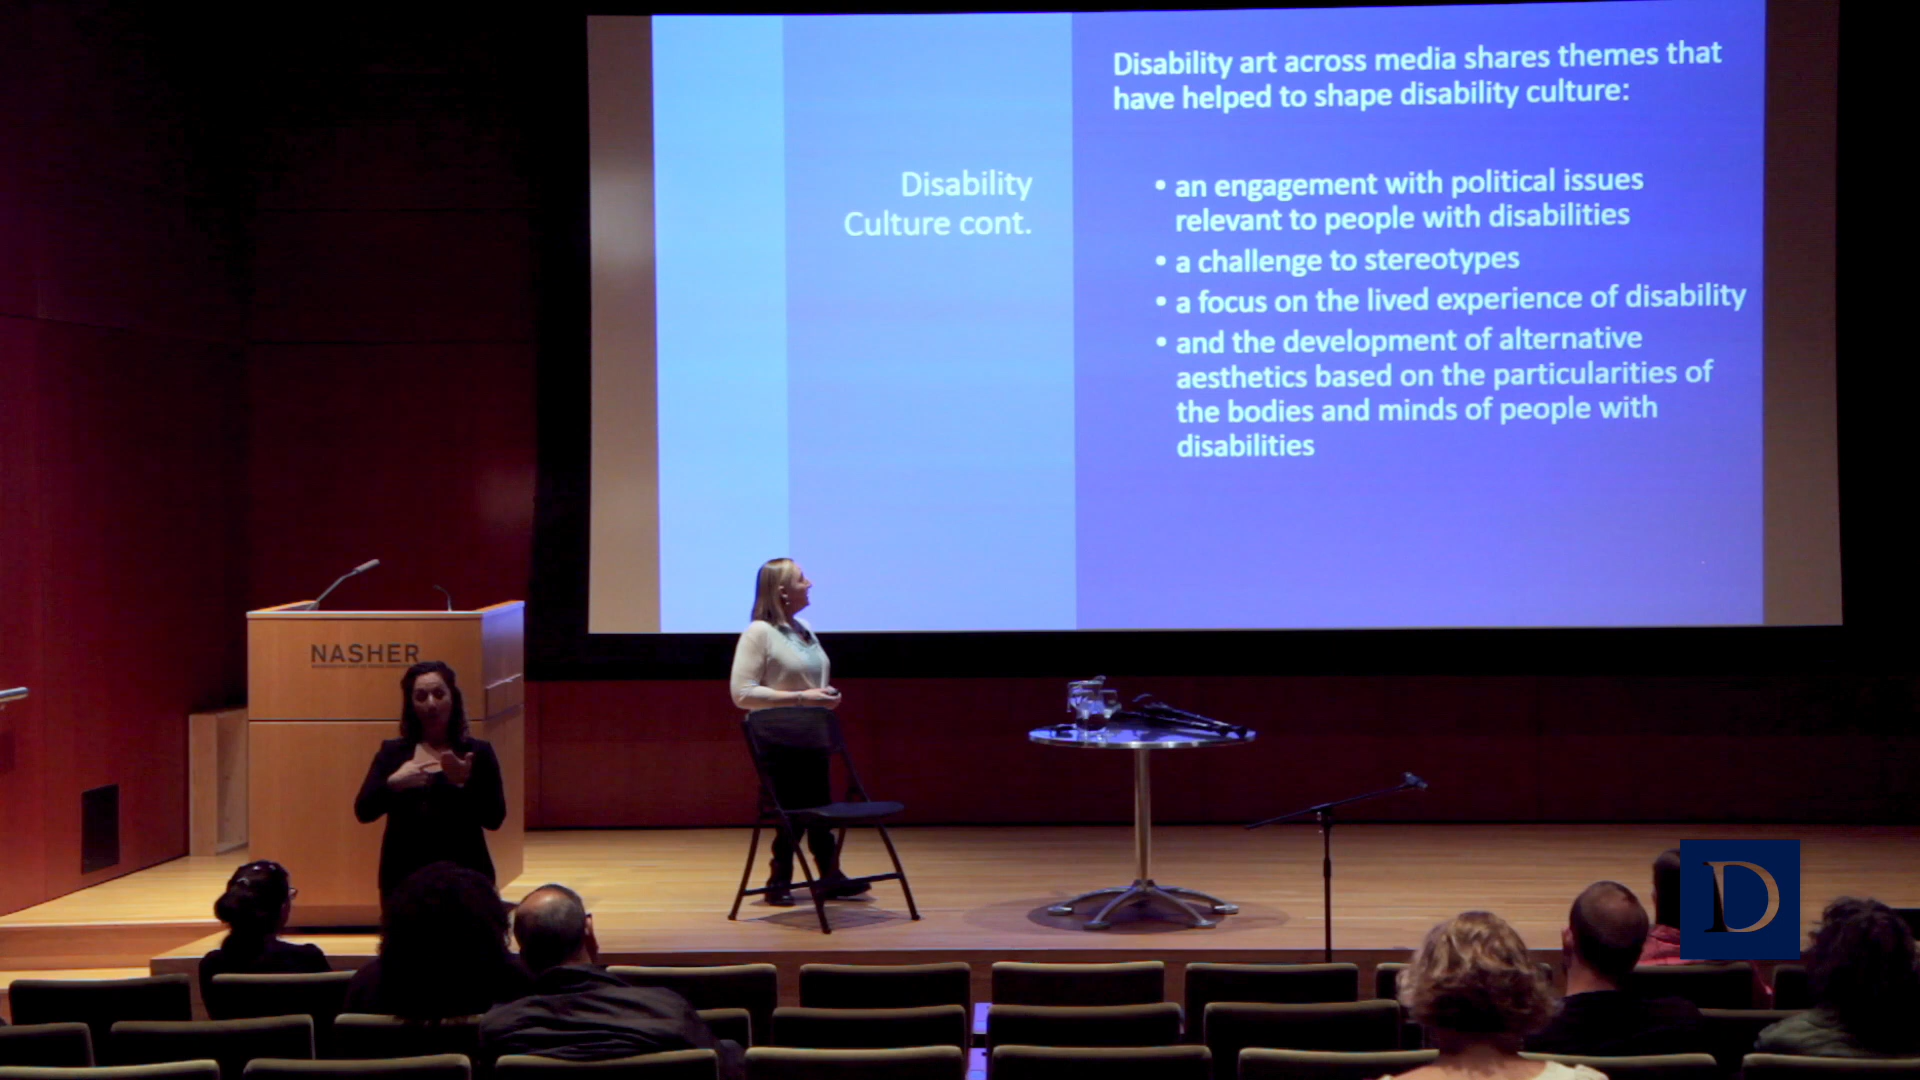 Disability art across media shares themes that
have helped to shape disability culture:
Disability
Culture cont.
• an engagement with political issues
relevant to people with disabilities
• a challenge to stereotypes
• a focus on the lived experience of disability
• and the development of alternative
aesthetics based on the particularities of
the bodies and minds of people with
disabilities
NASHER
D